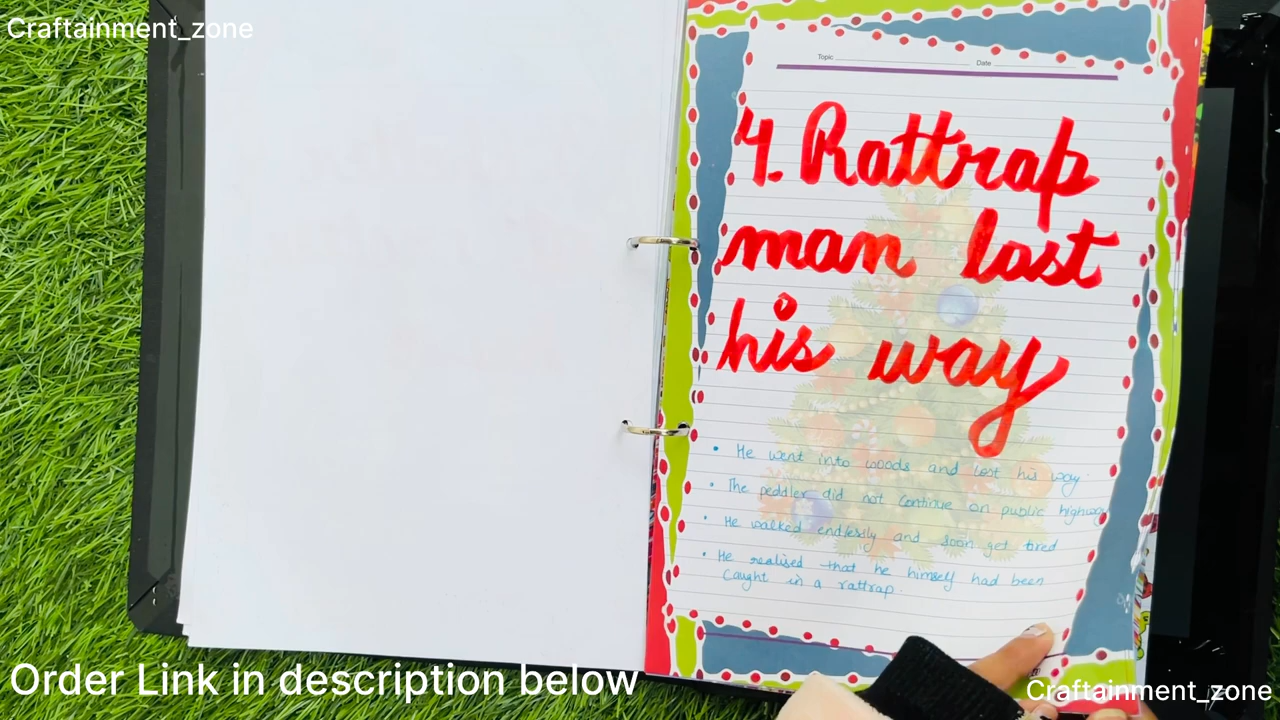 Craftainment_zone
Topic
Date
4. Rattrap
man lost
his way
• He went into woods and lost his way.
• The peddler did not continue on public highway
• He walked endlessly and soon get tired
• He realised that he himself had been
caught in a rattrap.
Order Link in description below
Craftainment_zone